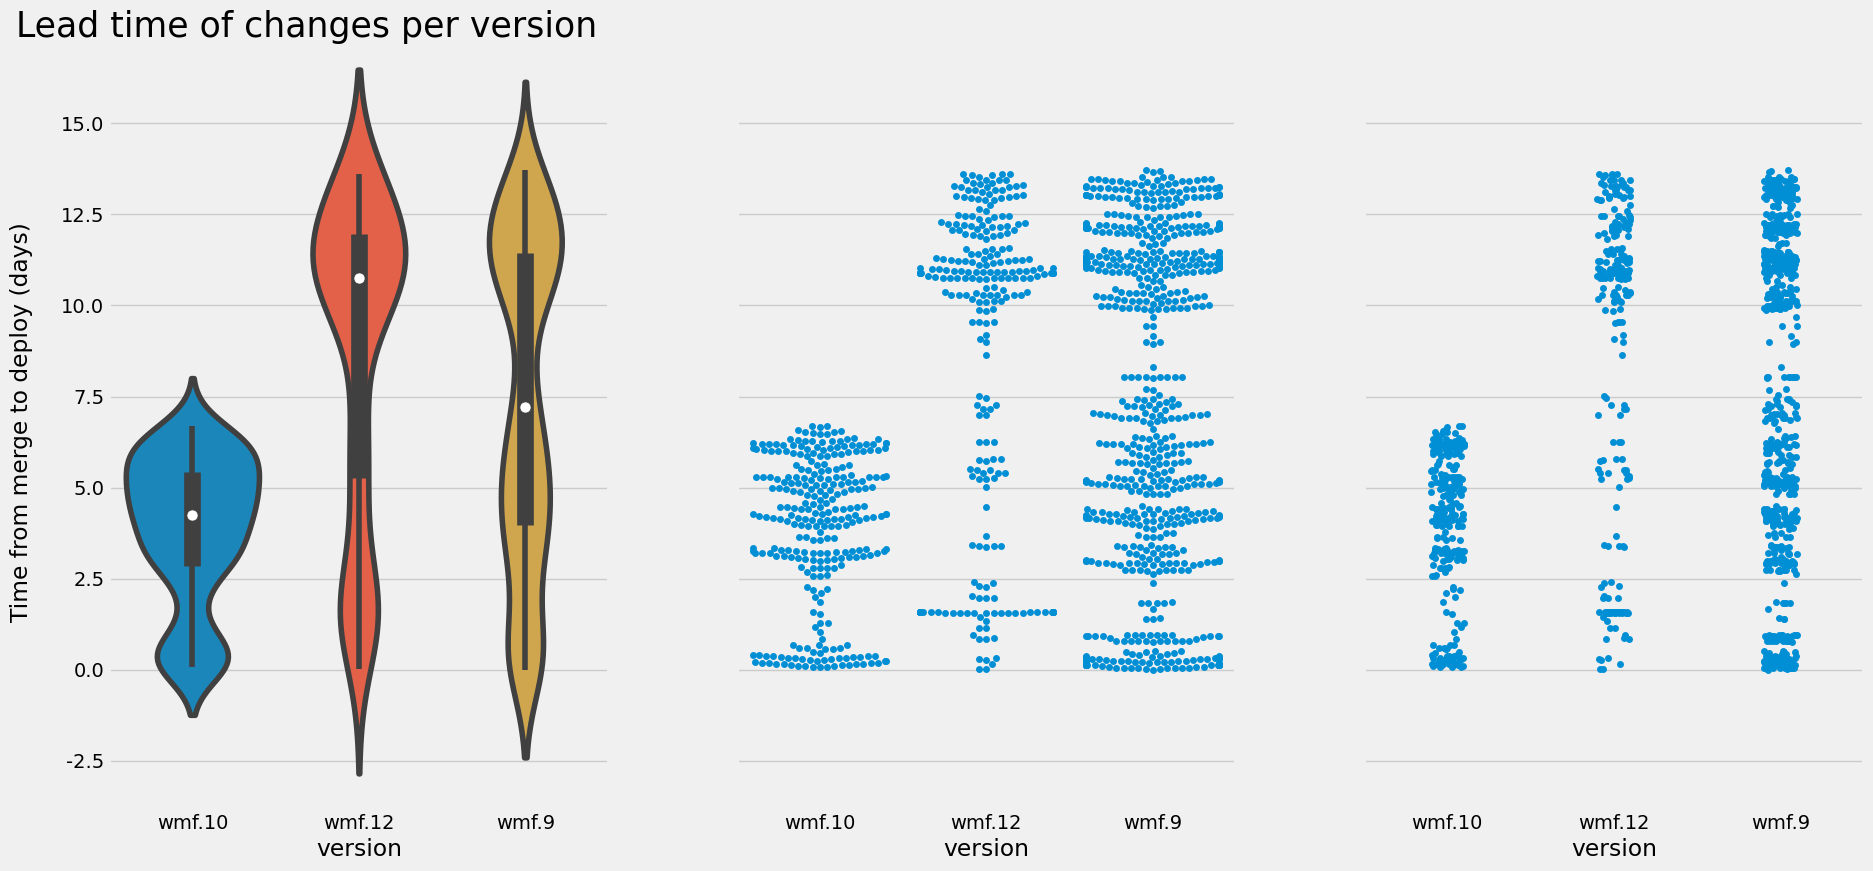 Lead time of changes per version
Time from merge to deploy (days)
15.0
12.5
10.0
7.5
5.0
2.5
0.0
-2.5
wmf.10 wmf.12 wmf.9
version
wmf.10 wmf.12 wmf.9
version
wmf.10 wmf.12 wmf.9
version